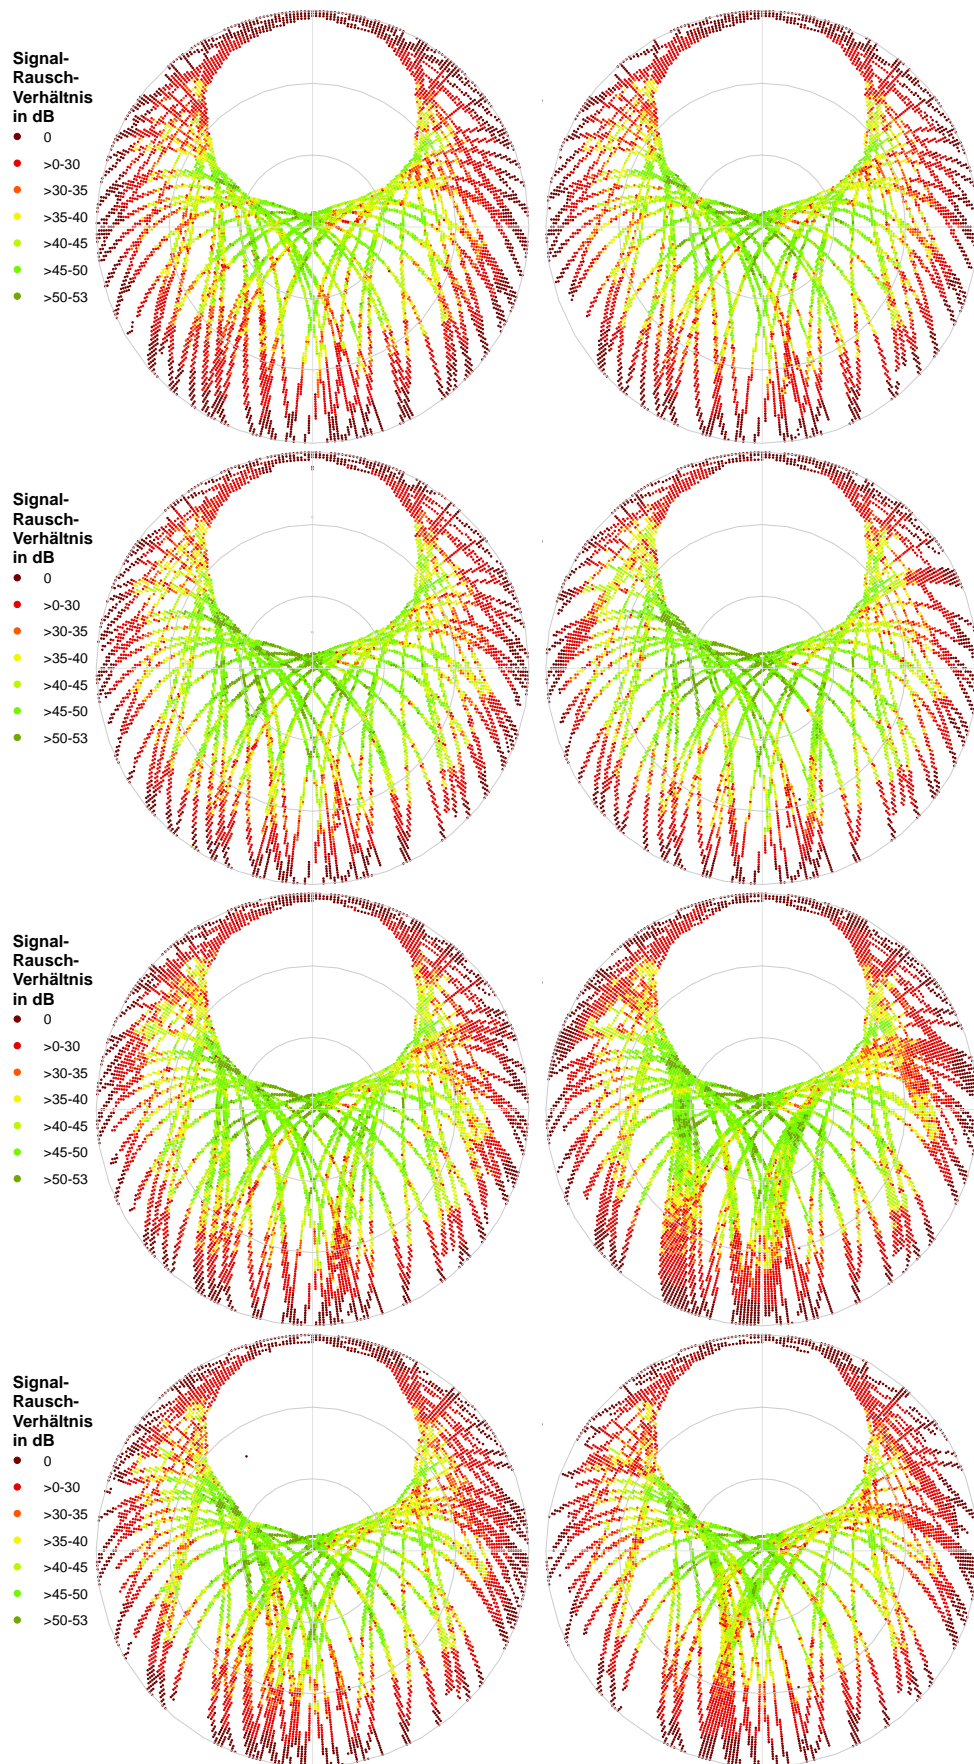 Signal-
Rausch-
Verhältnis
in dB
0
>0-30
>30-35
>35-40
>40-45
>45-50
>50-53
Signal-
Rausch-
Verhältnis
in dB
0
>0-30
>30-35
>35-40
>40-45
>45-50
>50-53
Signal-
Rausch-
Verhältnis
in dB
0
>0-30
>30-35
>35-40
>40-45
>45-50
>50-53
Signal-
Rausch-
Verhältnis
in dB
0
>0-30
>30-35
>35-40
>40-45
>45-50
>50-53